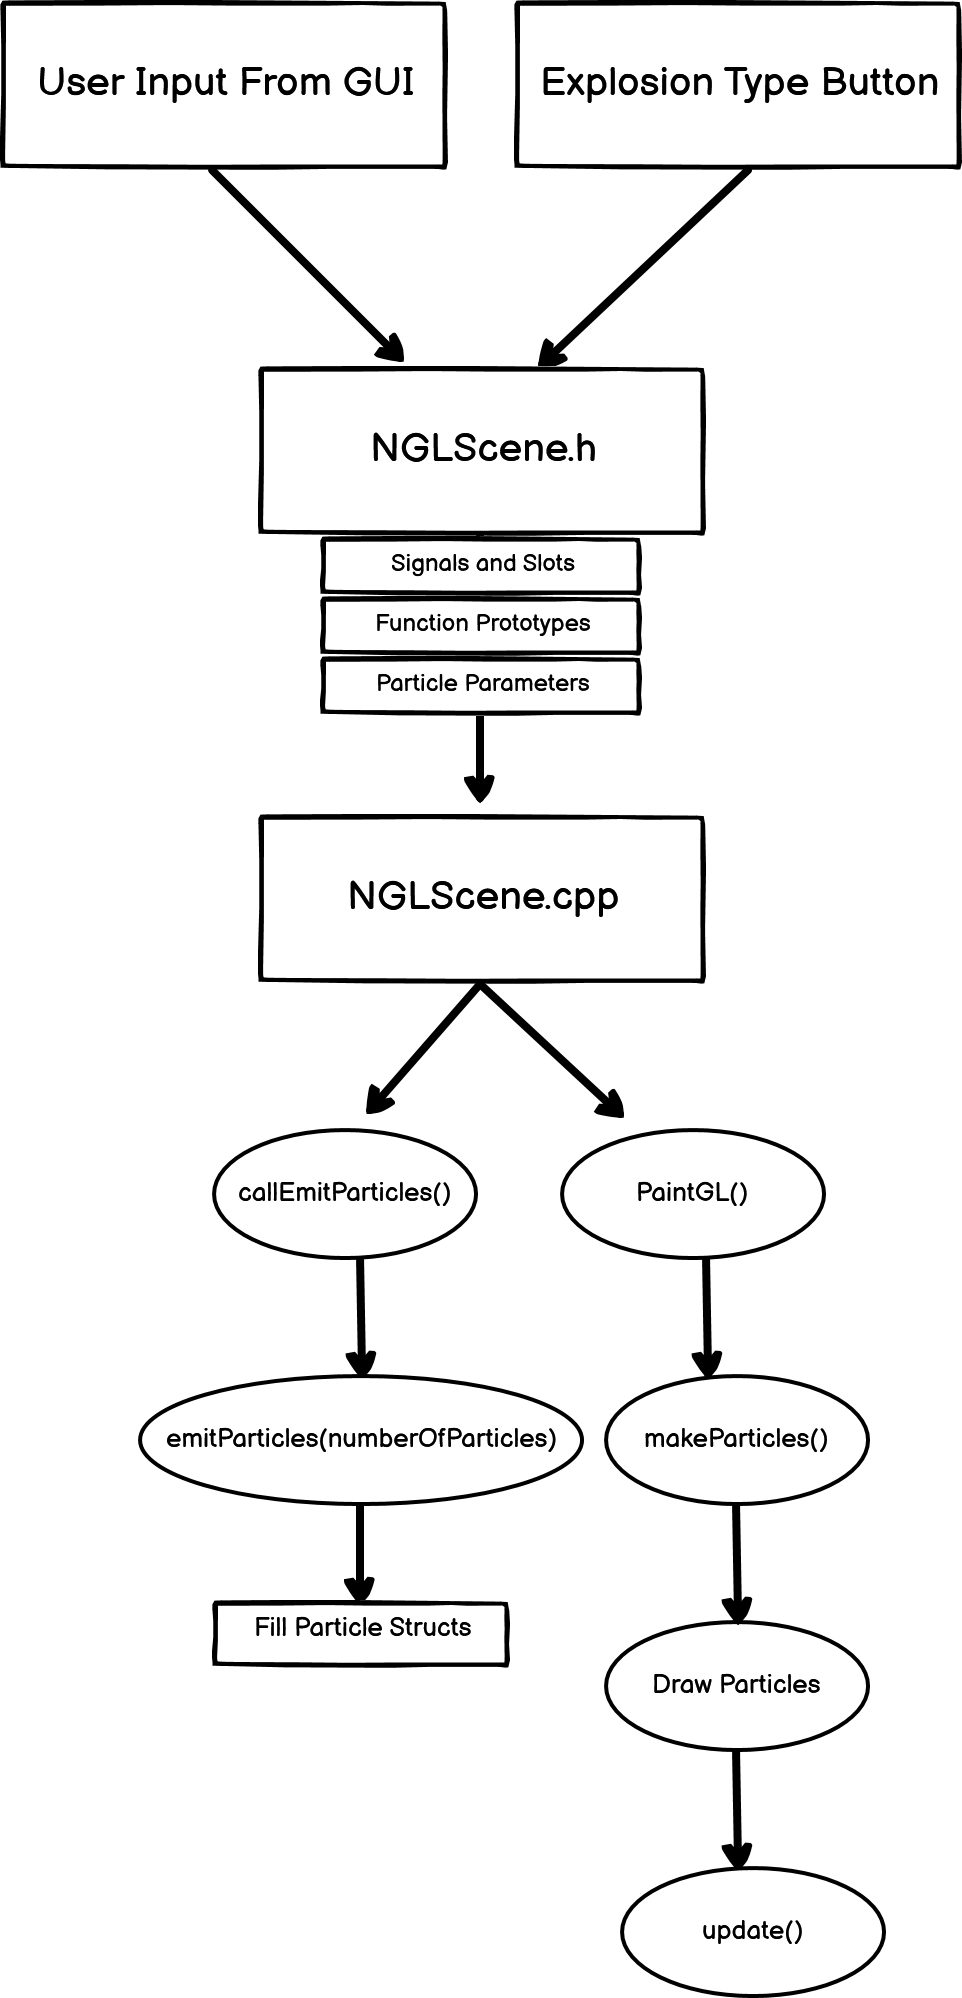 User Input From GUI
Explosion Type Button
NGLScene.h
Signals and Slots
Function Prototypes
Particle Parameters
NGLScene.cpp
callEmitParticles()
PaintGL()
emitParticles(numberOfParticles)
makeParticles()
Fill Particle Structs
Draw Particles
update()